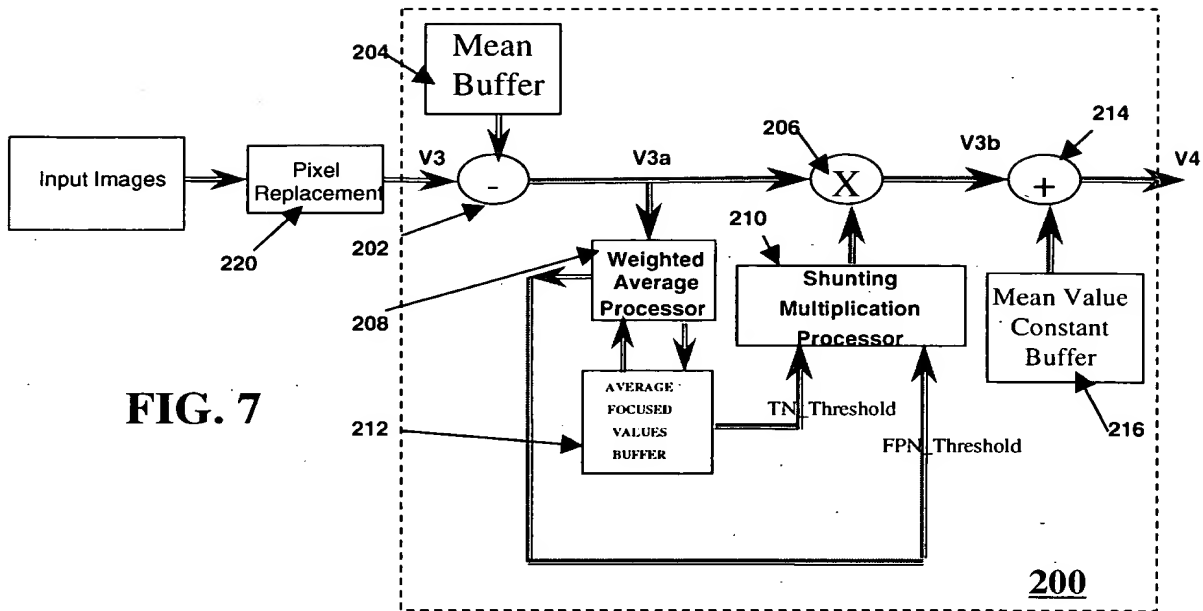 204
Mean
Buffer
Input Images
Pixel
Replacement
220
V3
-
202
V3a
206
X
V3b
214
+
V4
208
Weighted
Average
Processor
210
Shunting
Multiplication
Processor
Mean Value
Constant
Buffer
216
FIG. 7
212
AVERAGE
FOCUSED
VALUES
BUFFER
TN_Threshold
FPN_Threshold
200